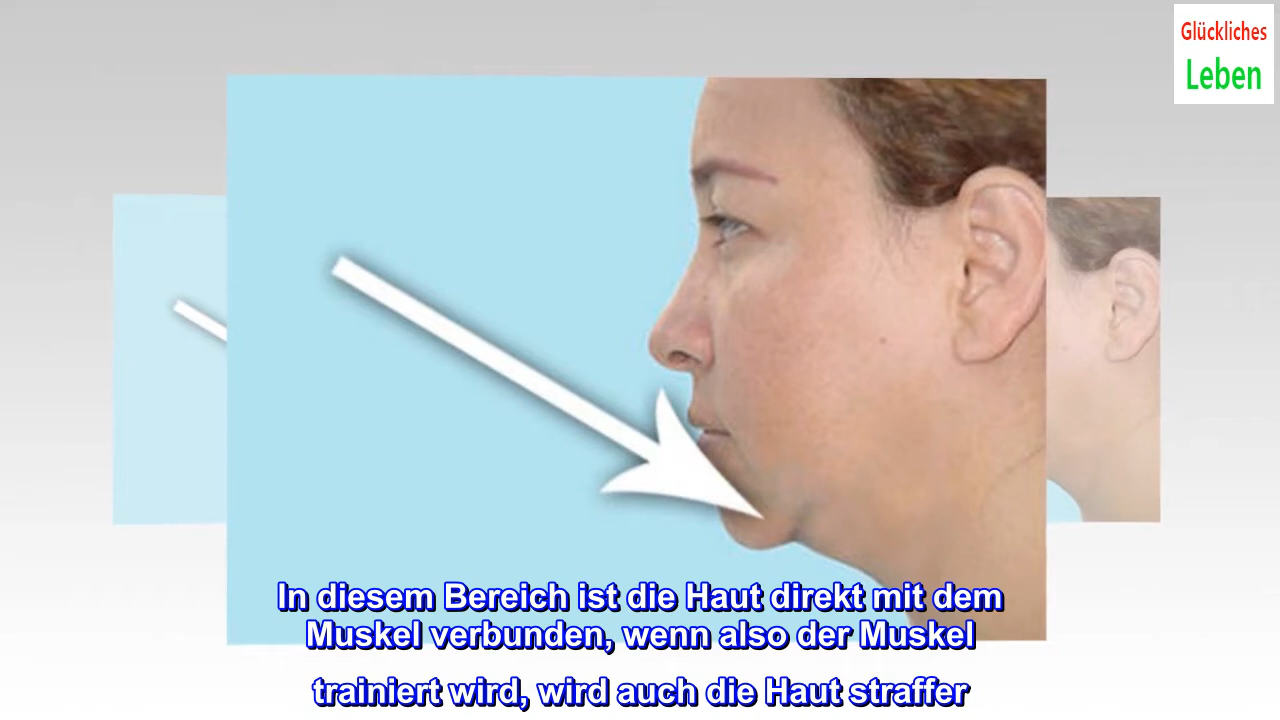 Glückliches
Leben
In diesem Bereich ist die Haut direkt mit dem
Muskel verbunden, wenn also der Muskel
trainiert wird, wird auch die Haut straffer